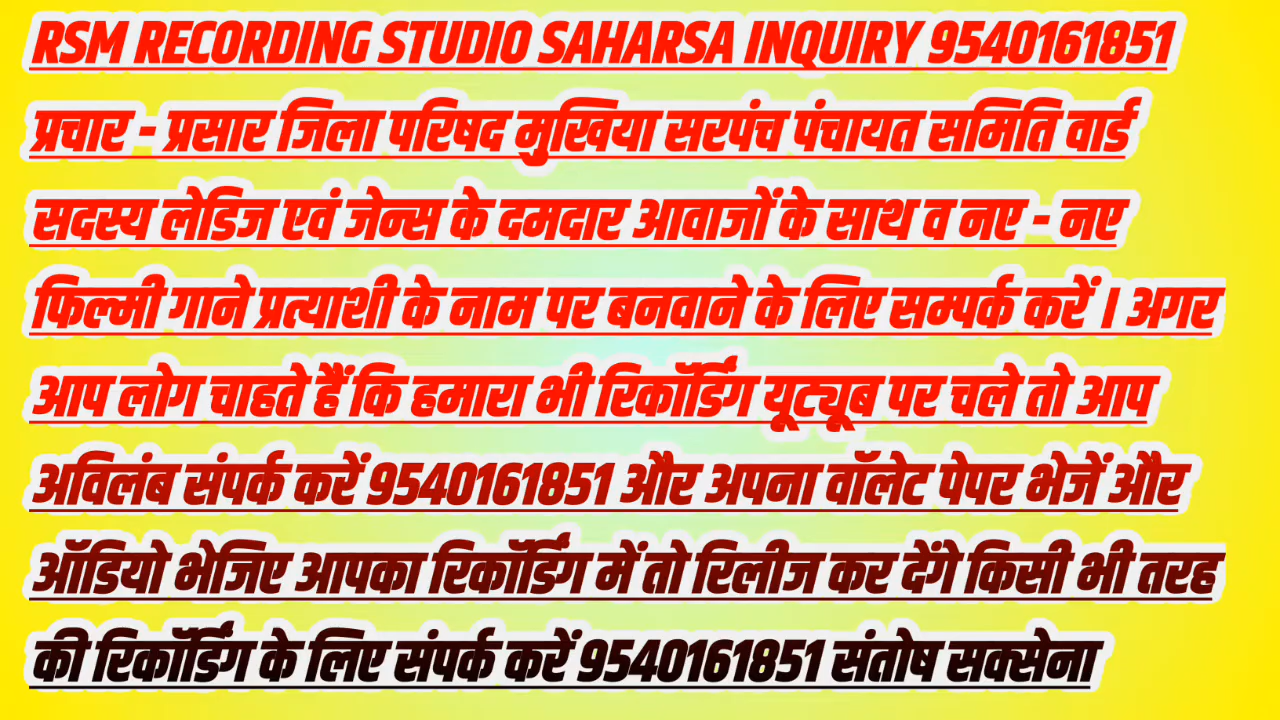 RSM RECORDING STUDIO SAHARSA INQUIRY 9540161851
प्रचार - प्रसार जिला परिषद मुखिया सरपंच पंचायत समिति वार्ड
सदस्य लेडिज एवं जेन्स के दमदार आवाजों के साथ व नए - नए
फिल्मी गाने प्रत्याशी के नाम पर बनवाने के लिए सम्पर्क करें । अगर
आप लोग चाहते हैं कि हमारा भी रिकॉर्डिंग यूट्यूब पर चले तो आप
अविलंब संपर्क करें 9540161851 और अपना वॉलेट पेपर भेजें और
ऑडियो भेजिए आपका रिकॉर्डिंग में तो रिलीज कर देंगे किसी भी तरह
की रिकॉर्डिंग के लिए संपर्क करें 9540161851 संतोष सक्सेना